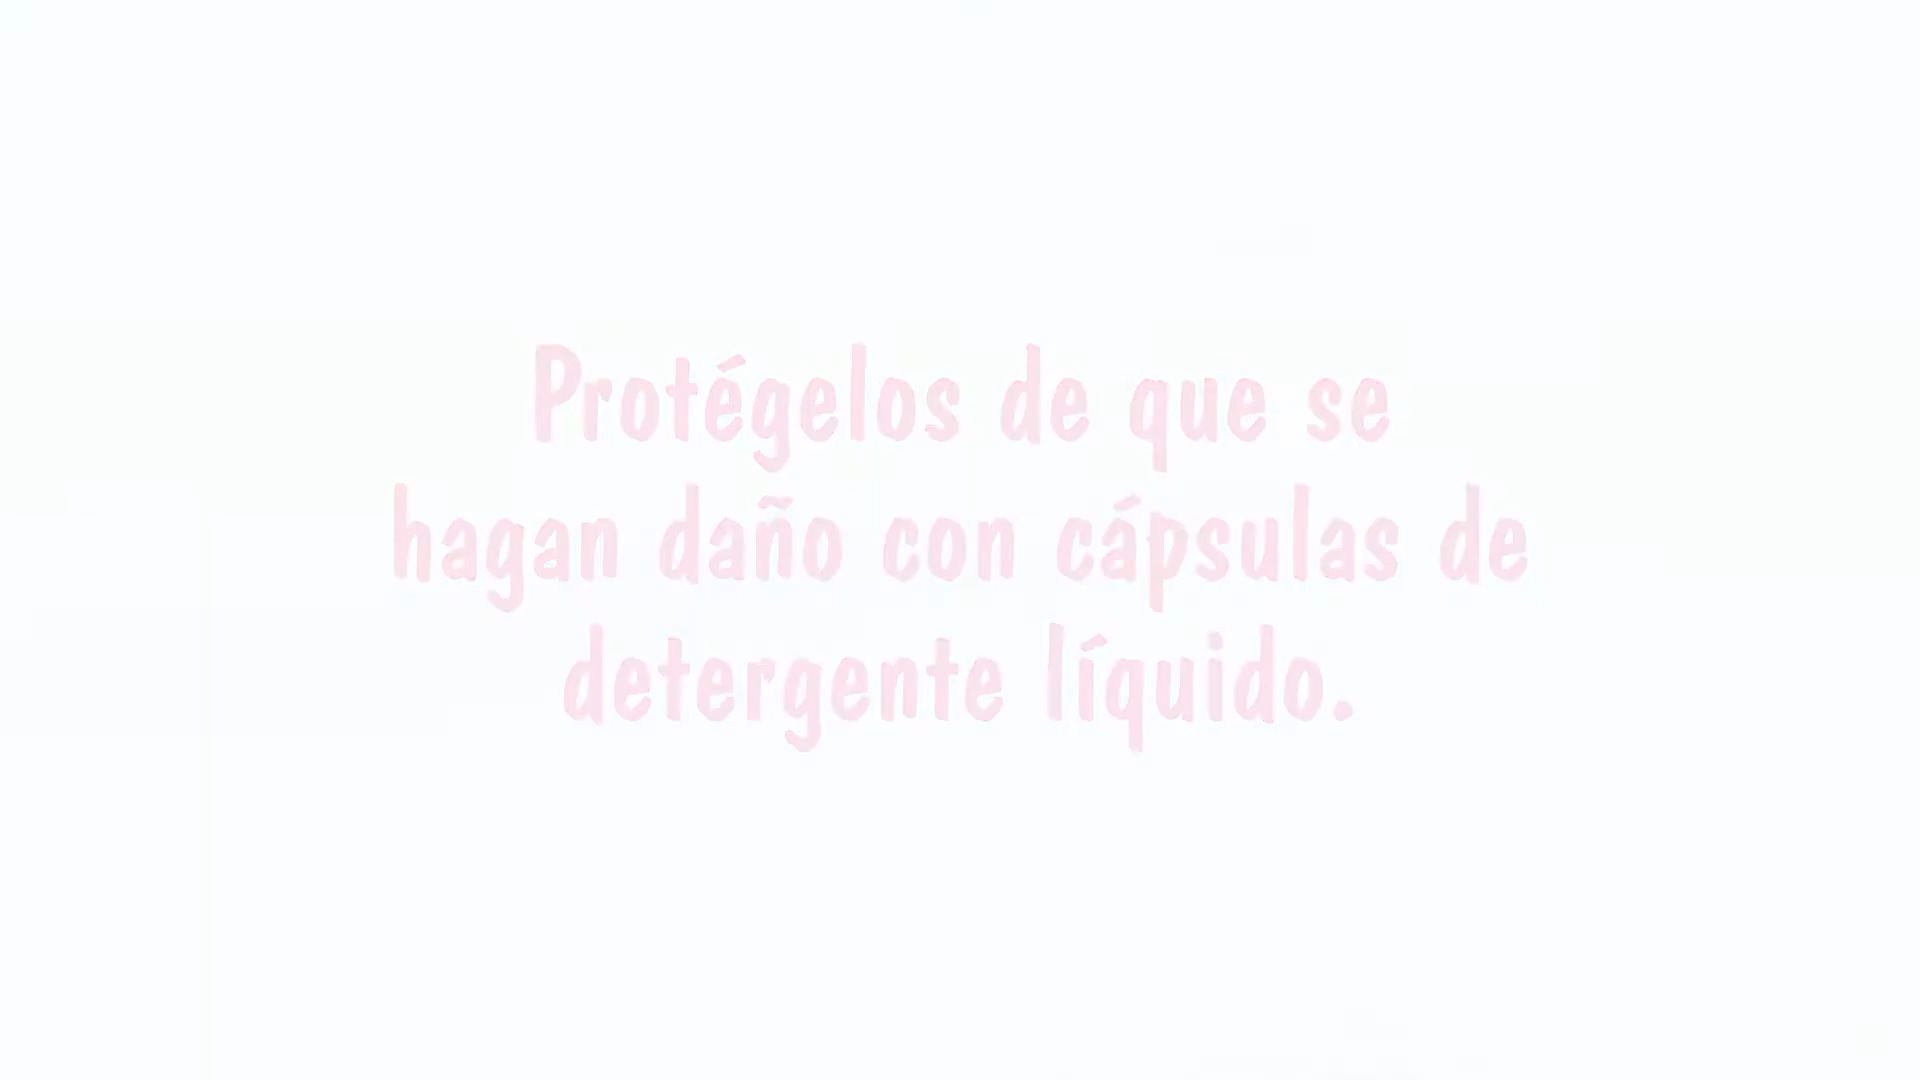 Protégelos de que se
hagan daño con cápsulas de
detergente líquido.